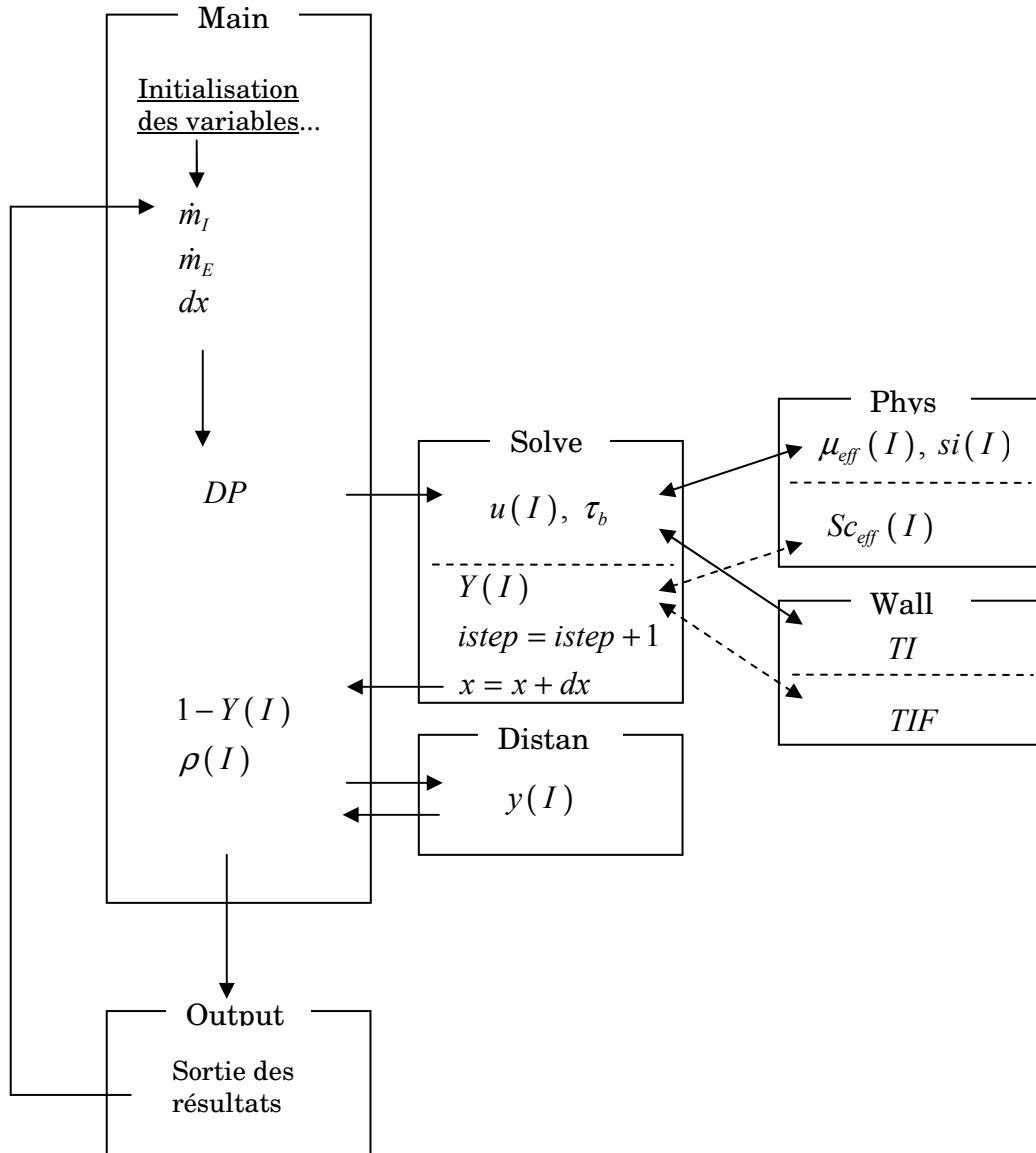 Main
Initialisation
des variables...
ṁ_I
ṁ_E
dx
DP
1 − Y(I)
ρ(I)
Solve
u(I), τ_b
Y(I)
istep = istep + 1
x = x + dx
Distan
y(I)
Phys
μ_eff(I), si(I)
Sc_eff(I)
Wall
TI
TIF
Output
Sortie des
résultats